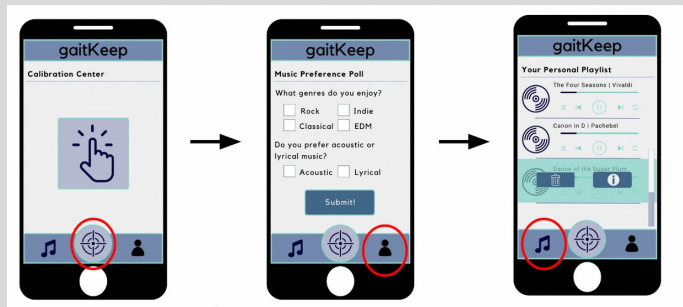 gaitKeep
Calibration Center
gaitKeep
Music Preference Poll
What genres do you enjoy?
Rock
Indie
Classical
EDM
Do you prefer acoustic or
lyrical music?
Acoustic
Lyrical
Submit!
gaitKeep
Your Personal Playlist
The Four Seasons | Vivaldi
Canon in D | Pachebel
Dance of the Sugar Plum